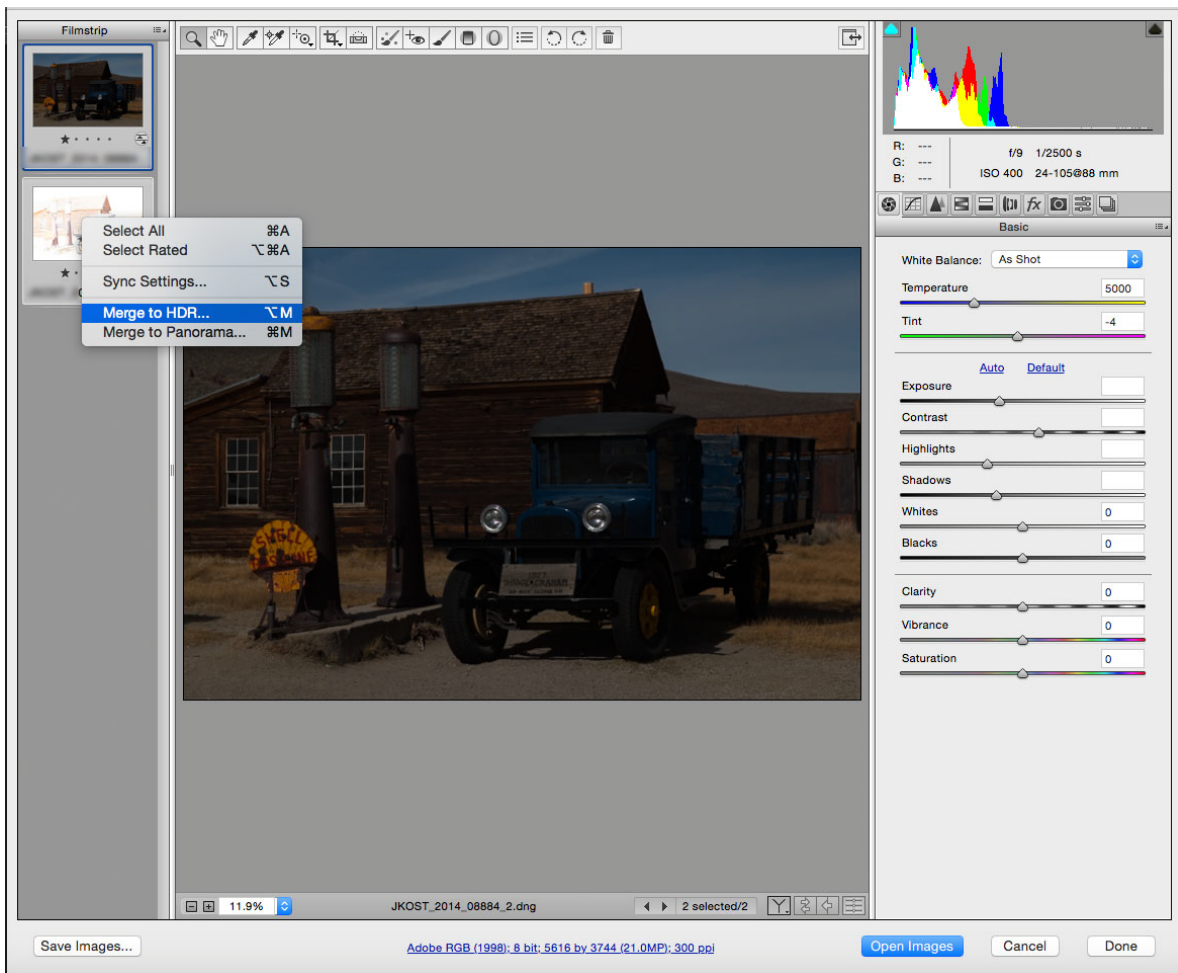 Filmstrip
Select All ⌘A
Select Rated ⌥⌘A
Sync Settings... ⌥S
Merge to HDR... ⌥M
Merge to Panorama... ⌘M
SHELL
GASOLINE
R: ---
G: ---
B: ---
f/9 1/2500 s
ISO 400 24-105@88 mm
fx
Basic
White Balance: As Shot
Temperature 5000
Tint -4
Auto Default
Exposure
Contrast
Highlights
Shadows
Whites 0
Blacks 0
Clarity 0
Vibrance 0
Saturation 0
11.9% JKOST_2014_08884_2.dng 2 selected/2 Y
Save Images... Adobe RGB (1998); 8 bit; 5616 by 3744 (21.0MP); 300 ppi Open Images Cancel Done